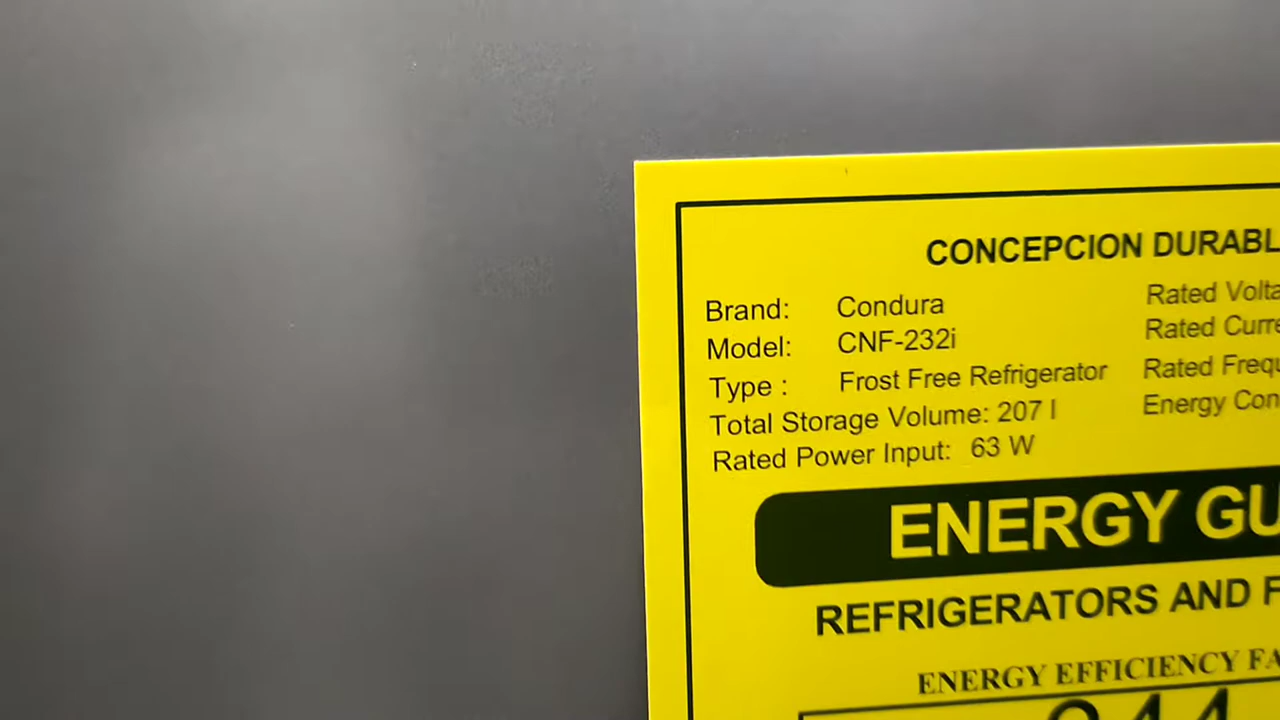 CONCEPCION DURABL
Brand: Condura
Model: CNF-232i
Type : Frost Free Refrigerator
Total Storage Volume: 207 l
Rated Power Input: 63 W
Rated Volta
Rated Curre
Rated Frequ
Energy Con
ENERGY GU
REFRIGERATORS AND F
ENERGY EFFICIENCY FA